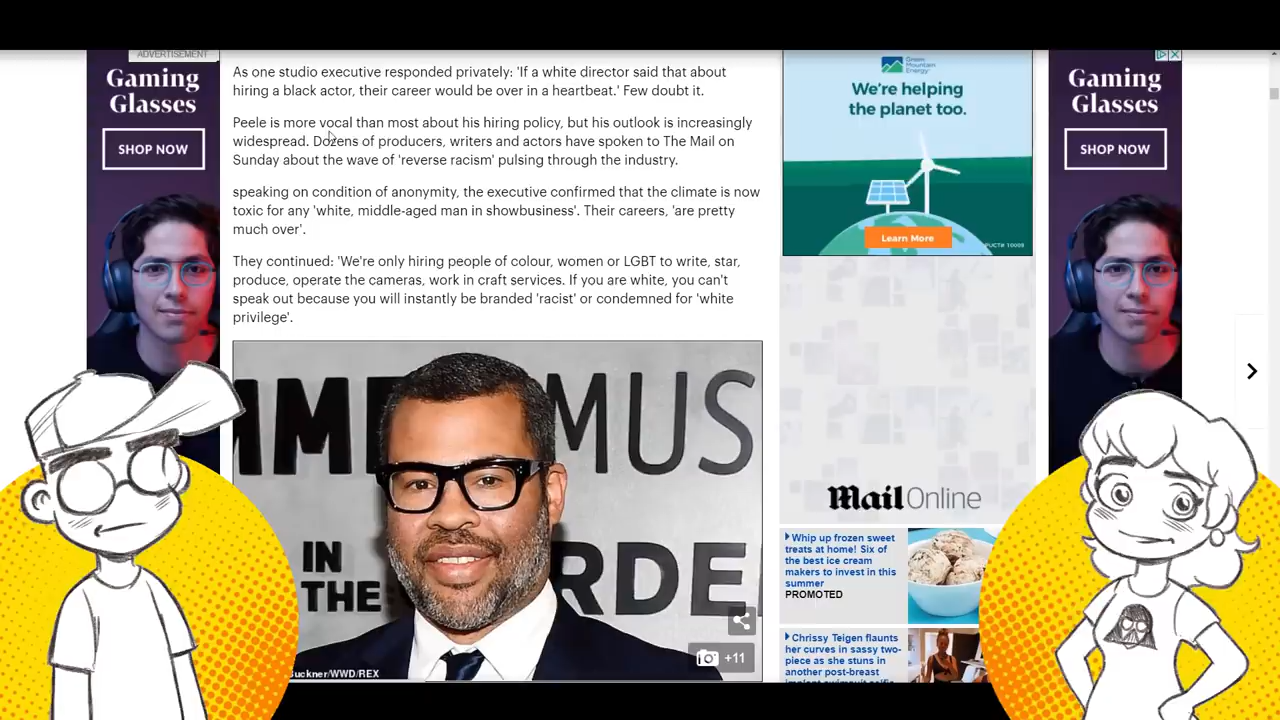 ADVERTISEMENT
Gaming
Glasses
SHOP NOW
As one studio executive responded privately: 'If a white director said that about
hiring a black actor, their career would be over in a heartbeat.' Few doubt it.
Peele is more vocal than most about his hiring policy, but his outlook is increasingly
widespread. Dozens of producers, writers and actors have spoken to The Mail on
Sunday about the wave of 'reverse racism' pulsing through the industry.
speaking on condition of anonymity, the executive confirmed that the climate is now
toxic for any 'white, middle-aged man in showbusiness'. Their careers, 'are pretty
much over'.
They continued: 'We're only hiring people of colour, women or LGBT to write, star,
produce, operate the cameras, work in craft services. If you are white, you can't
speak out because you will instantly be branded 'racist' or condemned for 'white
privilege'.
MUS
IN
THE
RDE
uckner/WWD/REX
+11
Green
Mountain
Energy
We're helping
the planet too.
Learn More
PUCT# 10009
Mail Online
Whip up frozen sweet
treats at home! Six of
the best ice cream
makers to invest in this
summer
PROMOTED
Chrissy Teigen flaunts
her curves in sassy two-
piece as she stuns in
another post-breast
Gaming
Glasses
SHOP NOW